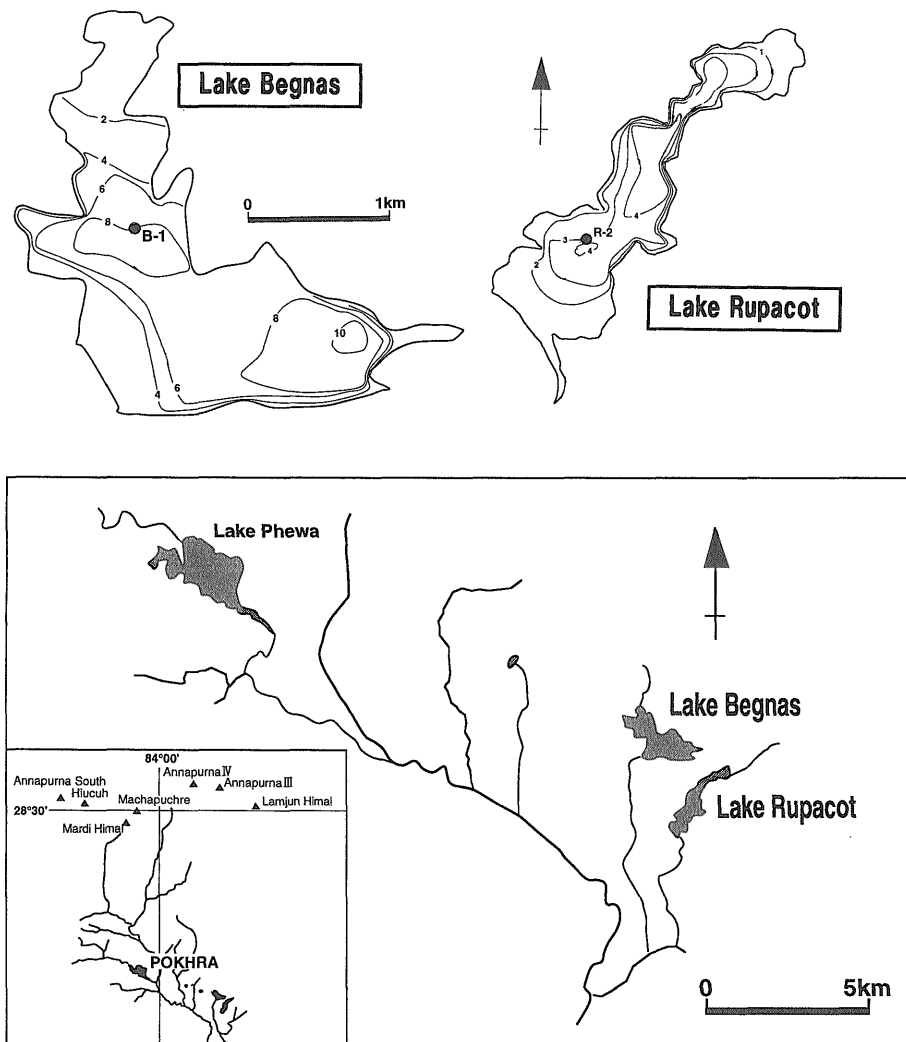 Lake Begnas
2
4
6
8
B-1
0 1km
8
10
6
4
1
4
3
R-2
4
2
Lake Rupacot
Lake Phewa
Lake Begnas
Lake Rupacot
0 5km
84°00'
Annapurna IV
Annapurna South
Annapurna III
Hiucuh
Machapuchre
Lamjun Himal
28°30'
Mardi Himal
POKHRA